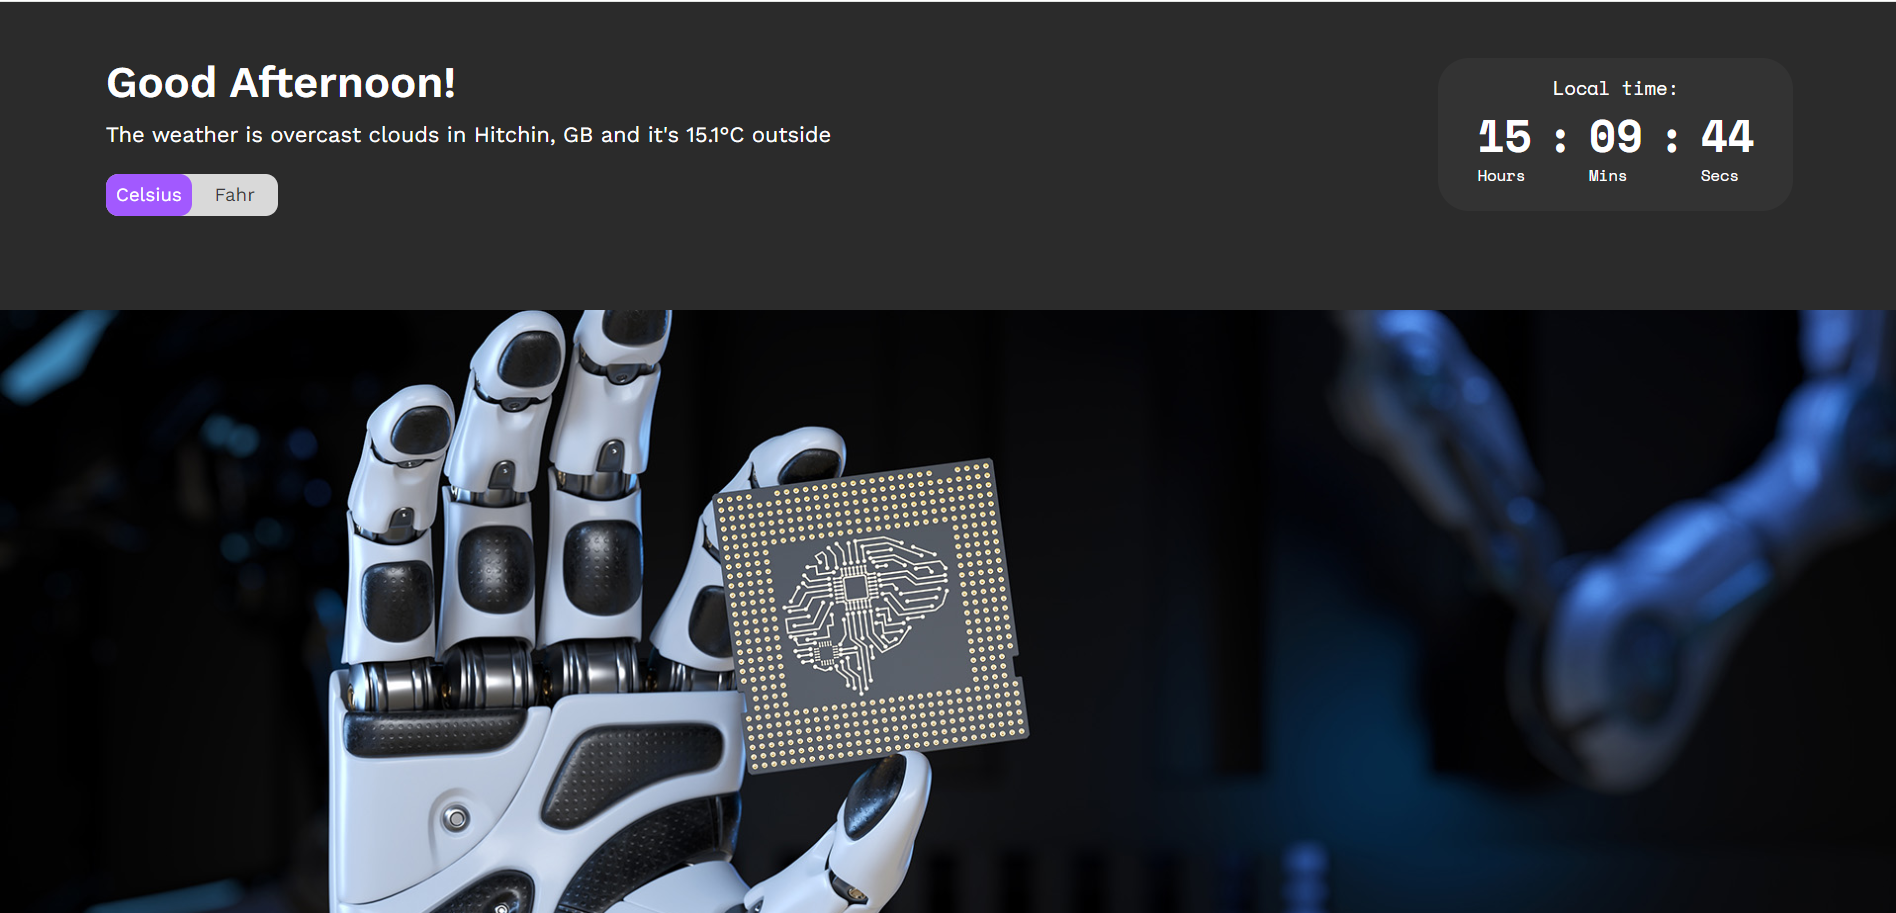 Good Afternoon!
The weather is overcast clouds in Hitchin, GB and it's 15.1°C outside
Celsius Fahr
Local time:
15 : 09 : 44
Hours Mins Secs